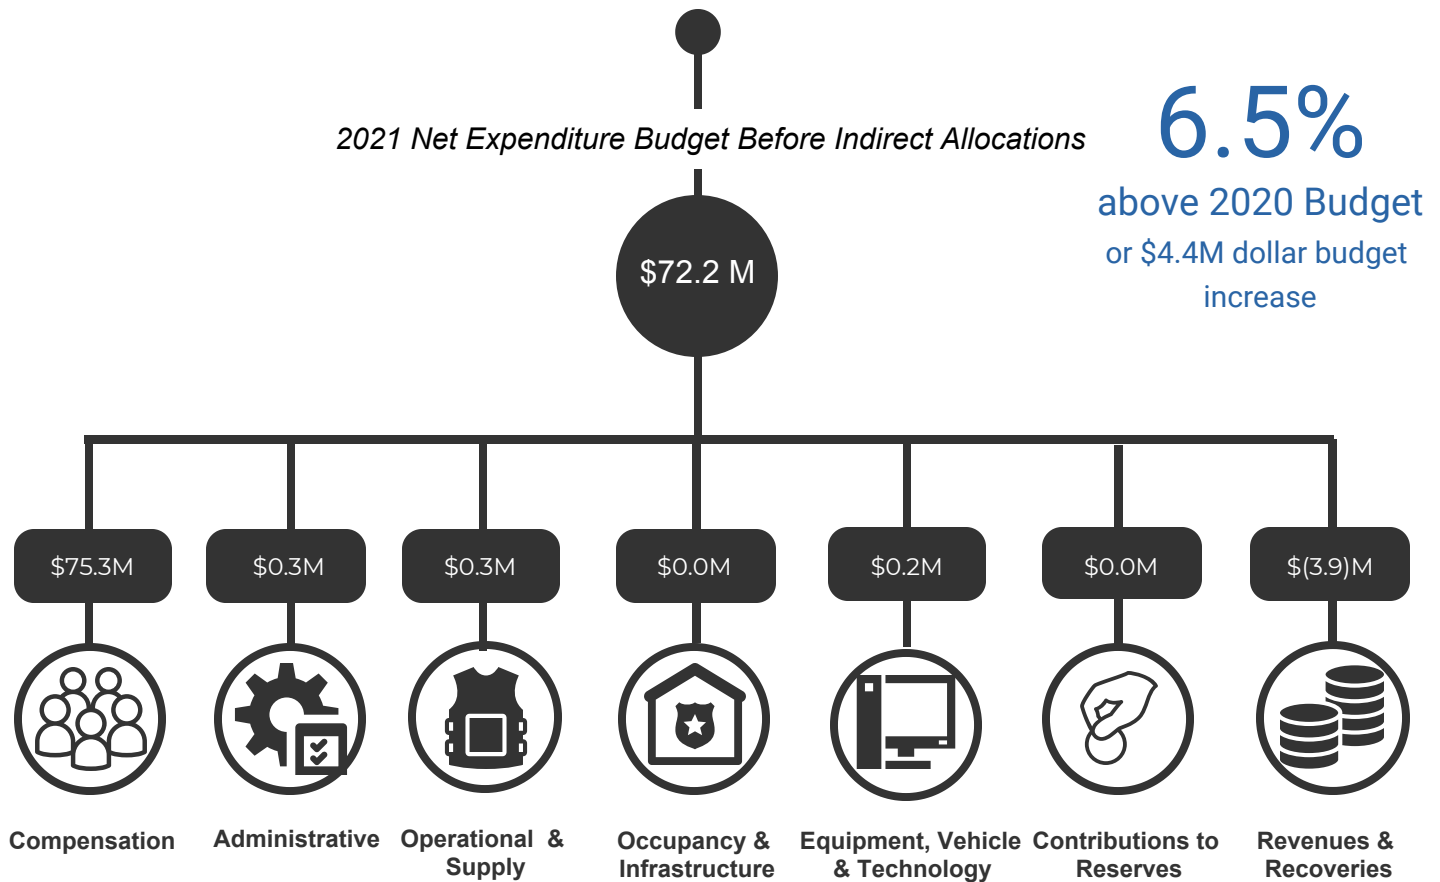 2021 Net Expenditure Budget Before Indirect Allocations
6.5%
above 2020 Budget
or $4.4M dollar budget
increase
$72.2 M
$75.3M
$0.3M
$0.3M
$0.0M
$0.2M
$0.0M
$(3.9)M
Compensation
Administrative
Operational &
Supply
Occupancy &
Infrastructure
Equipment, Vehicle
& Technology
Contributions to
Reserves
Revenues &
Recoveries